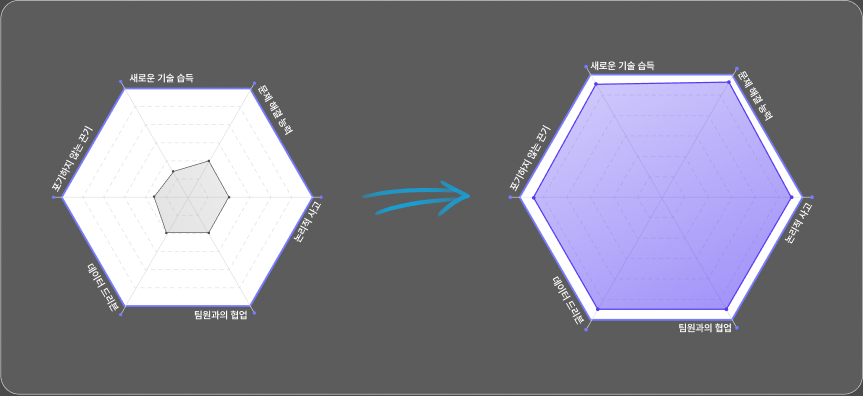 새로운 기술 습득
문제 해결 능력
포기하지 않는 끈기
논리적 사고
데이터 드리븐
팀원과의 협업
새로운 기술 습득
문제 해결 능력
포기하지 않는 끈기
논리적 사고
데이터 드리븐
팀원과의 협업